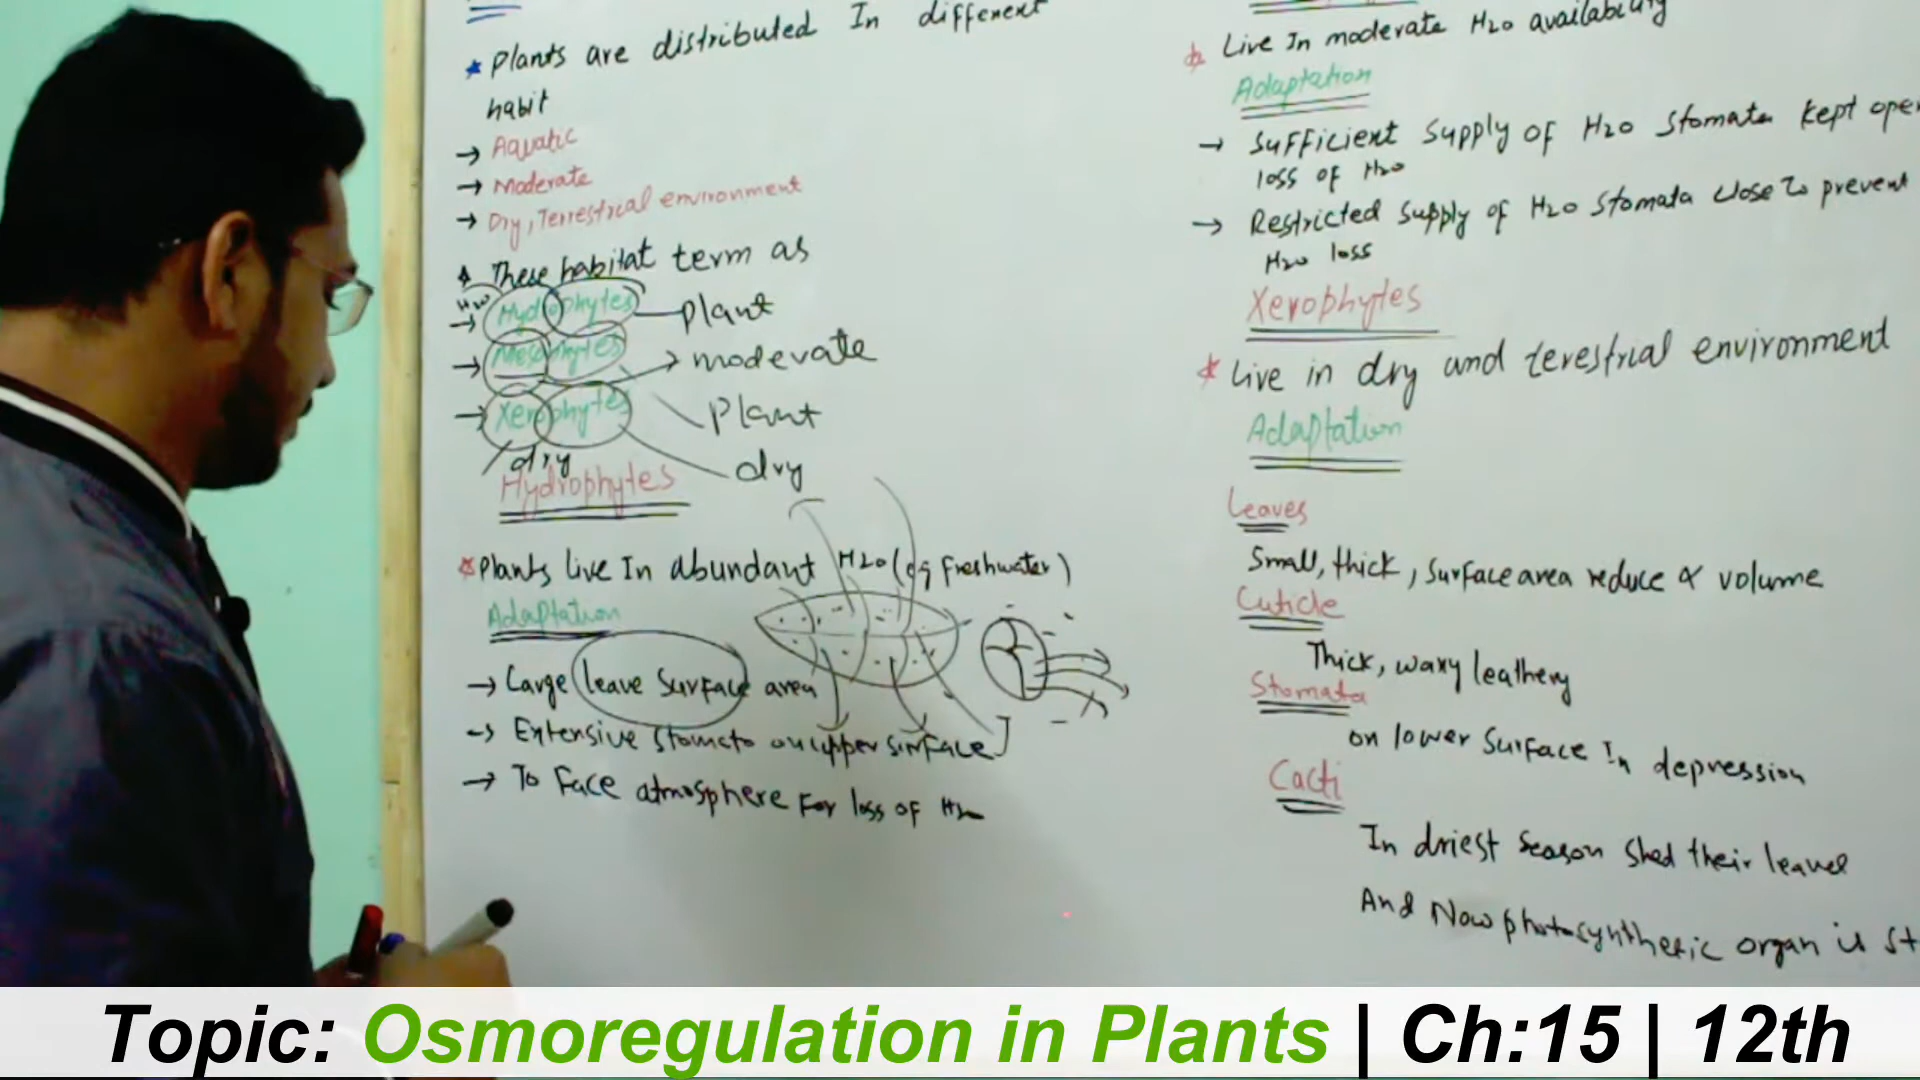 * Plants are distributed In different
habit
→ Aquatic
→ Moderate
→ Dry, Terrestrial environment
* These habitat term as
H2O
→ Hydrophytes plant
→ Mesophytes moderate
→ Xerophytes plant
dry dry
Hydrophytes
* Plants live In abundant H2O (eg freshwater)
Adaptation
→ Large leave surface area
→ Extensive stomata on upper surface
→ To Face atmosphere For loss of H2O
* Live In moderate H2O availability
Adaptation
→ Sufficient Supply of H2O Stomata Kept open
loss of H2O
→ Restricted Supply of H2O Stomata close to prevent
H2O loss
Xerophytes
* Live in dry and terestrial environment
Adaptation
Leaves
Small, thick, surface area reduce & volume
Cuticle
Thick, waxy leathery
Stomata
on lower Surface In depression
Cacti
In driest season shed their leaves
And Now photosynthetic organ is st
Topic: Osmoregulation in Plants | Ch:15 | 12th